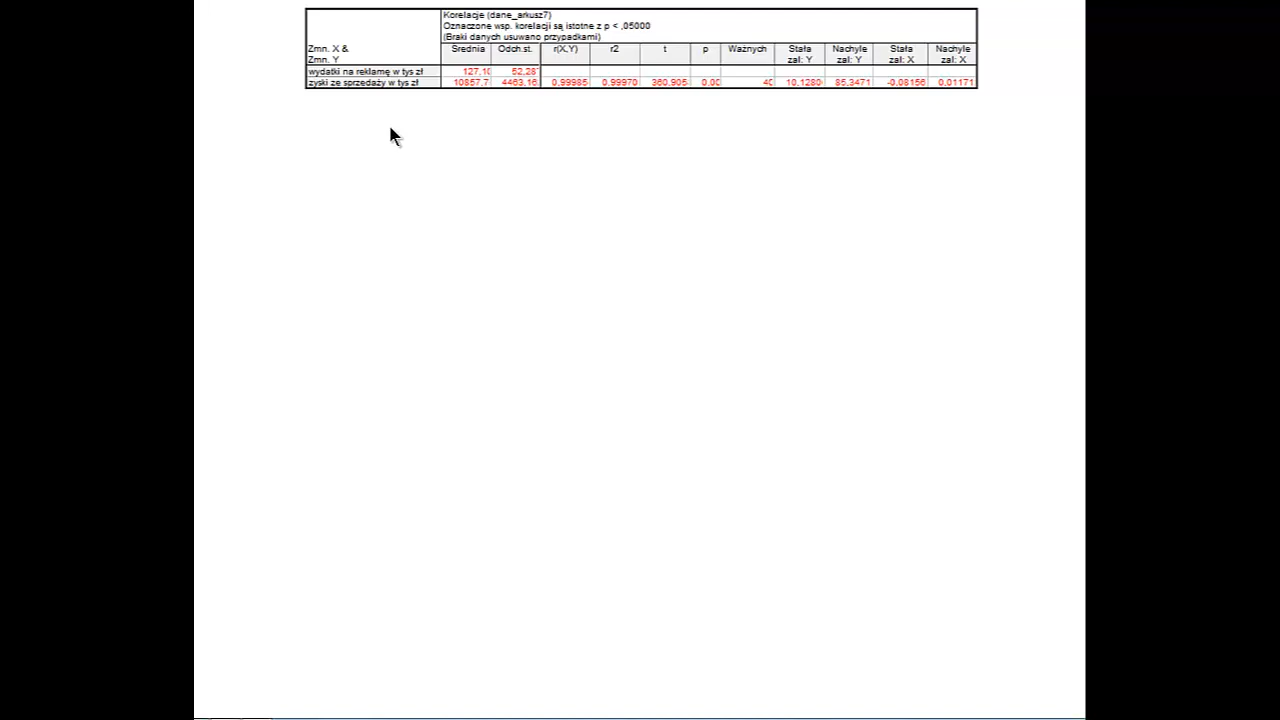 Korelacje (dane_arkusz7)
Oznaczone wsp. korelacji są istotne z p < ,05000
(Braki danych usuwano przypadkami)
Zmn. X & Średnia Odch.st. r(X,Y) r2 t p Ważnych Stała Nachyle Stała Nachyle
Zmn. Y zal: Y zal: Y zal: X zal: X
wydatki na reklamę w tys zł 127,10 52,28
zyski ze sprzedaży w tys zł 10857,7 4463,16 0,99985 0,99970 360,905 0,00 40 10,1280 85,3471 -0,08156 0,01171